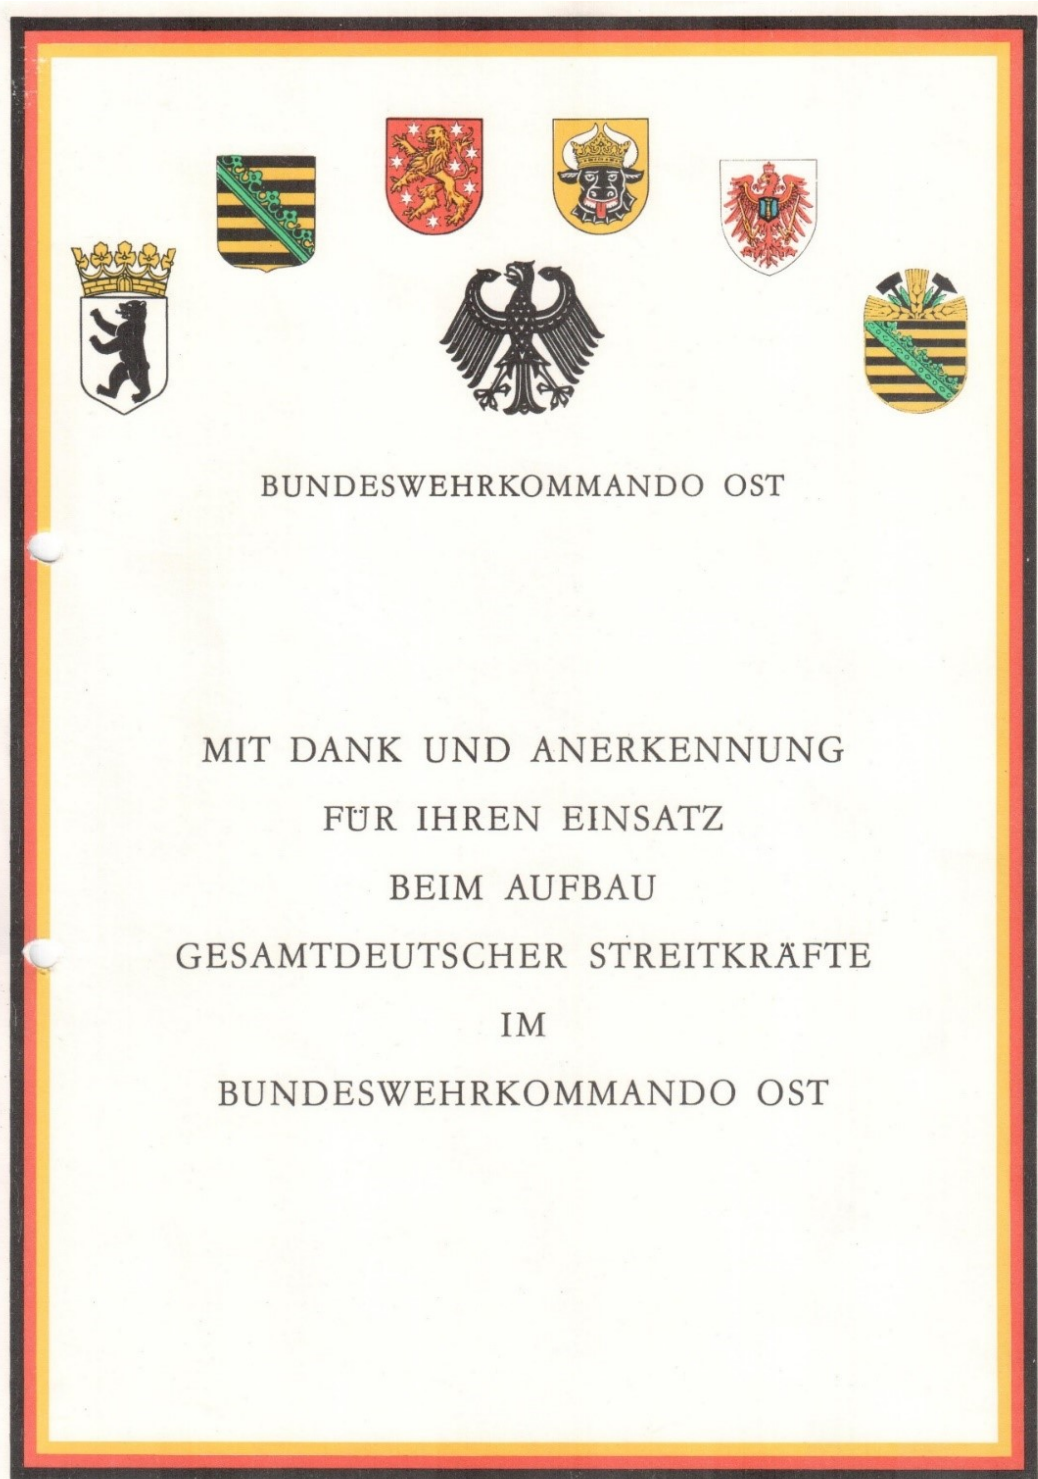 BUNDESWEHRKOMMANDO OST
MIT DANK UND ANERKENNUNG
FÜR IHREN EINSATZ
BEIM AUFBAU
GESAMTDEUTSCHER STREITKRÄFTE
IM
BUNDESWEHRKOMMANDO OST